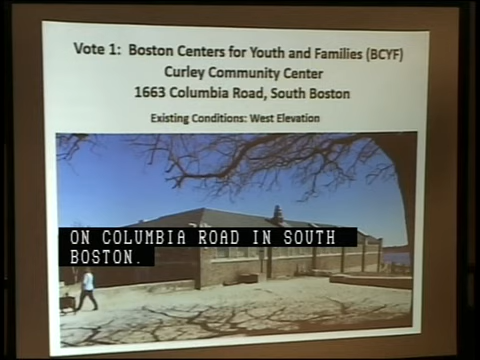 Vote 1: Boston Centers for Youth and Families (BCYF)
Curley Community Center
1663 Columbia Road, South Boston
Existing Conditions: West Elevation
ON COLUMBIA ROAD IN SOUTH
BOSTON.